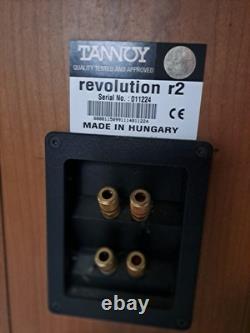 TANNOY
QUALITY TESTED AND APPROVED
revolution r2
Serial No. : 011224
CE
MADE IN HUNGARY